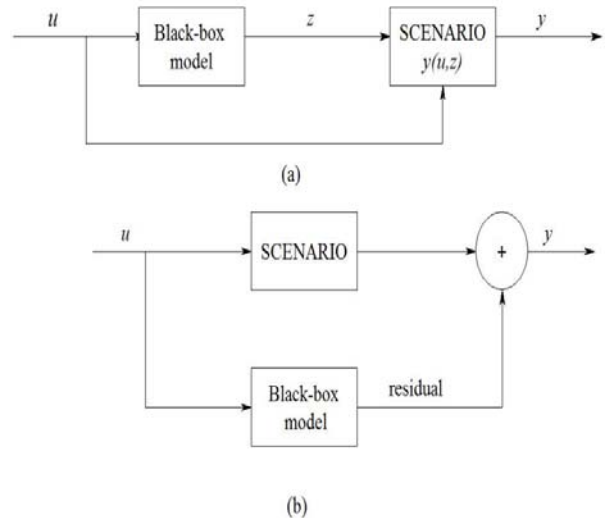 u
Black-box
model
z
SCENARIO
y(u,z)
y
(a)
u
SCENARIO
+
y
Black-box
model
residual
(b)